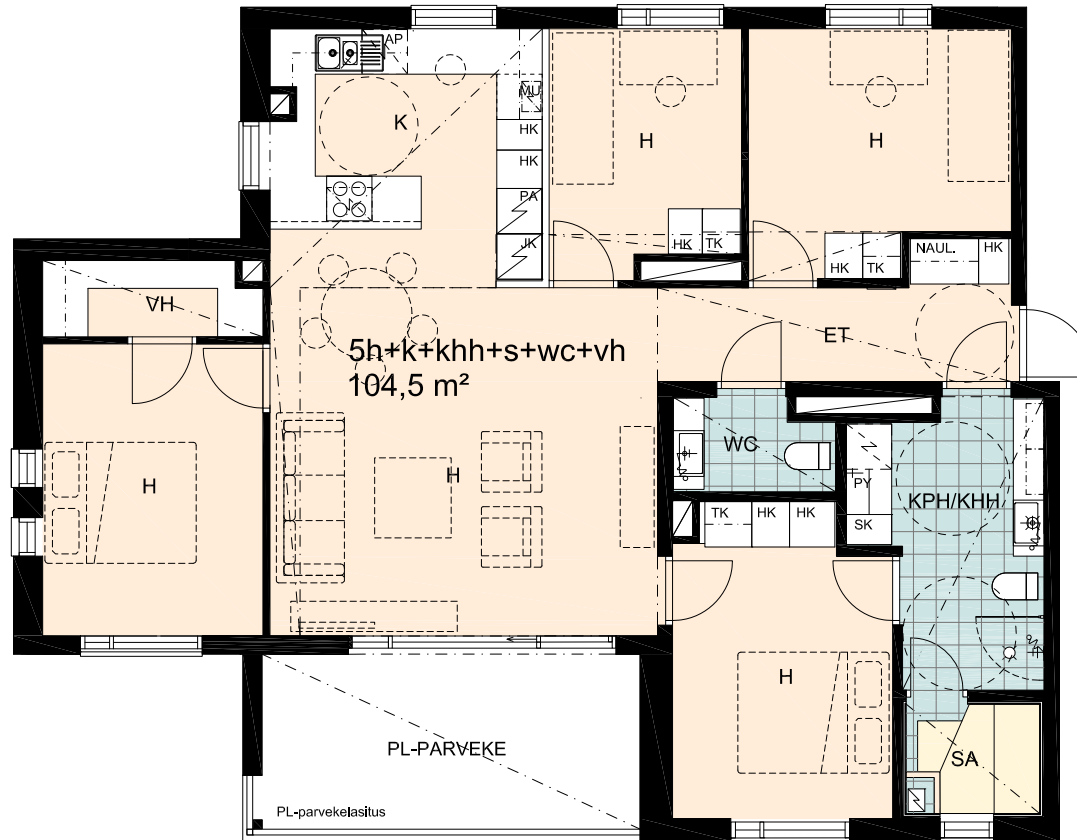 AP
K
MU
HK
HK
PA
JK
H
HK
TK
H
HK
TK
NAUL.
HK
VH
ET
5h+k+khh+s+wc+vh
104,5 m²
H
H
WC
PY
SK
KPH/KHH
TK
HK
HK
H
SA
PL-PARVEKE
PL-parvekelasitus